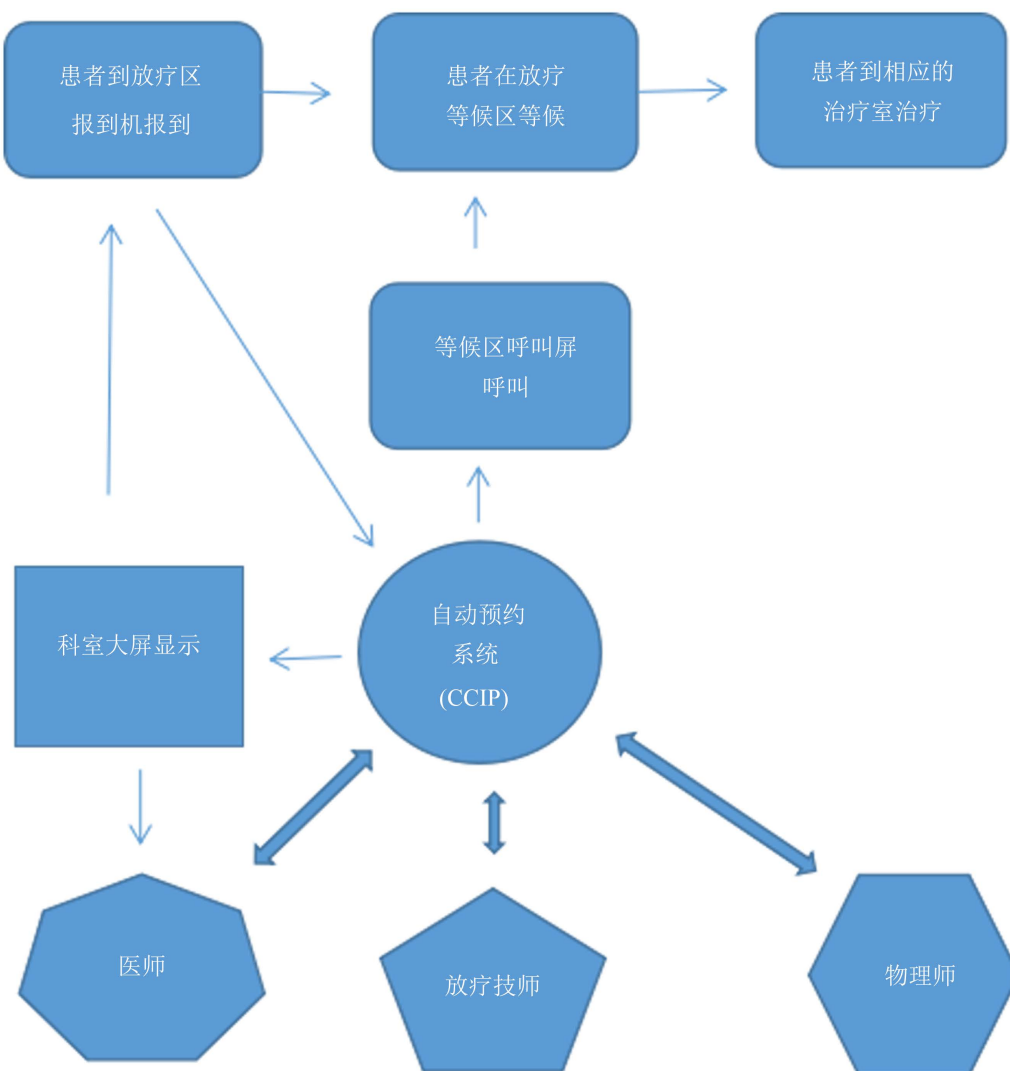 患者到放疗区
报到机报到
患者在放疗
等候区等候
患者到相应的
治疗室治疗
等候区呼叫屏
呼叫
自动预约
系统
(CCIP)
科室大屏显示
医师
放疗技师
物理师